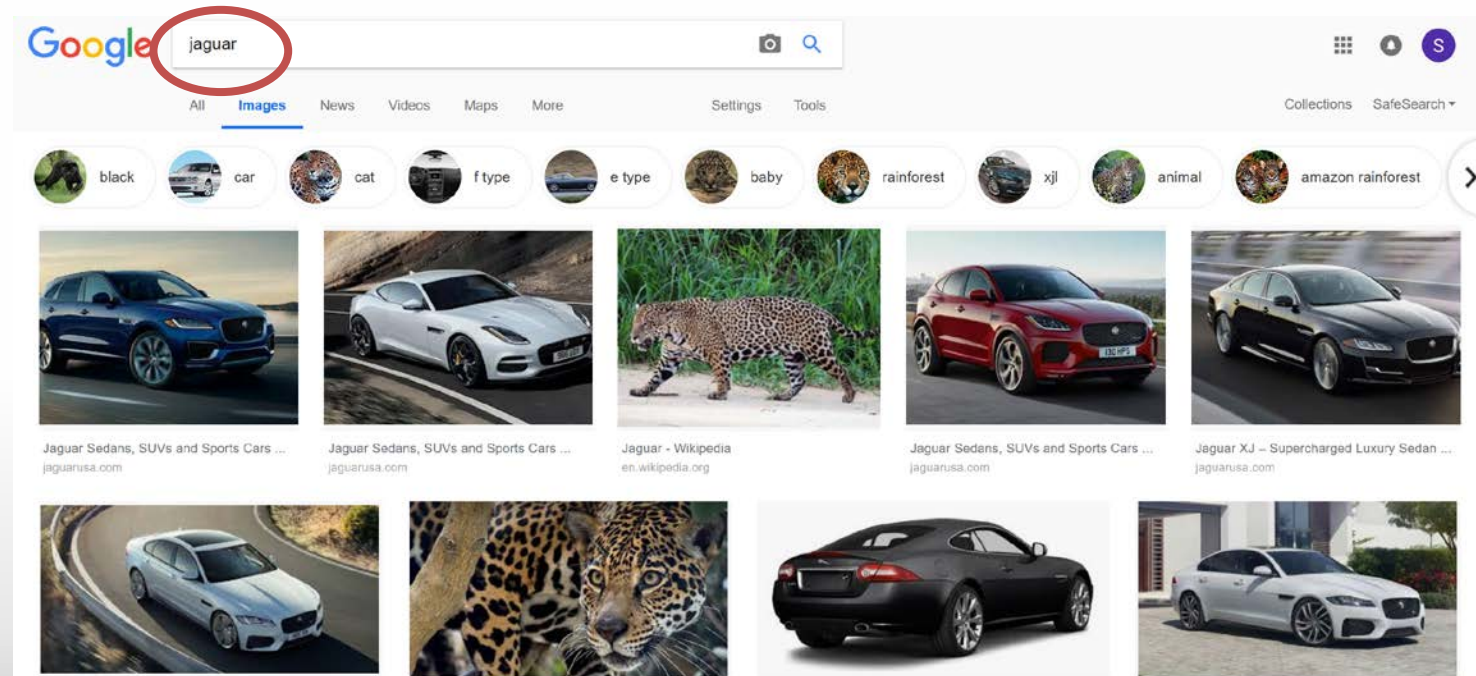 Google jaguar S
All Images News Videos Maps More Settings Tools Collections SafeSearch
black car cat f type e type baby rainforest xjl animal amazon rainforest
Jaguar Sedans, SUVs and Sports Cars ... Jaguar Sedans, SUVs and Sports Cars ... Jaguar - Wikipedia Jaguar Sedans, SUVs and Sports Cars ... Jaguar XJ – Supercharged Luxury Sedan ...
jaguarusa.com jaguarusa.com en.wikipedia.org jaguarusa.com jaguarusa.com